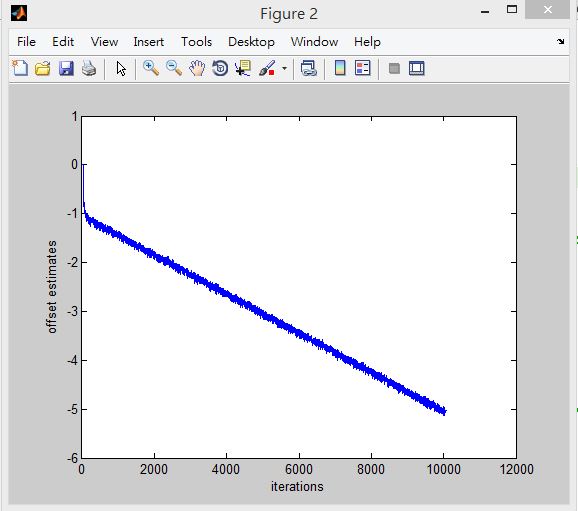 Figure 2
File Edit View Insert Tools Desktop Window Help
1
0
-1
-2
-3
-4
-5
-6
offset estimates
0 2000 4000 6000 8000 10000 12000
iterations